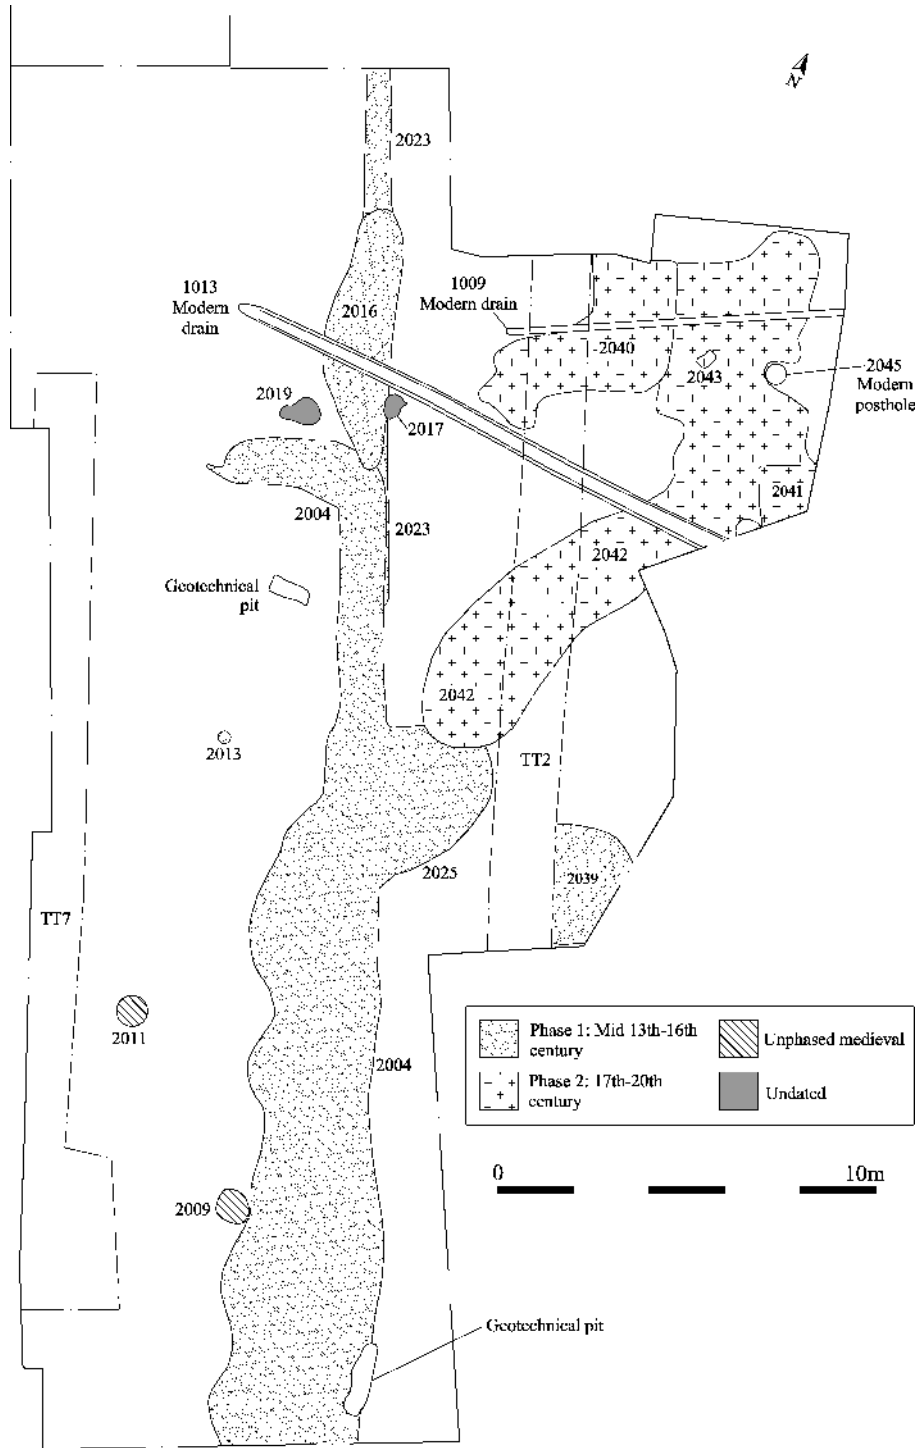 N
2023
1013
Modern
drain
1009
Modern drain
2016
2040
2043
2045
Modern
posthole
2019
2017
2041
2004
2023
2042
Geotechnical
pit
2042
2013
TT2
2025
2039
TT7
2011
2004
Phase 1: Mid 13th-16th
century
Unphased medieval
Phase 2: 17th-20th
century
Undated
0 10m
2009
Geotechnical pit